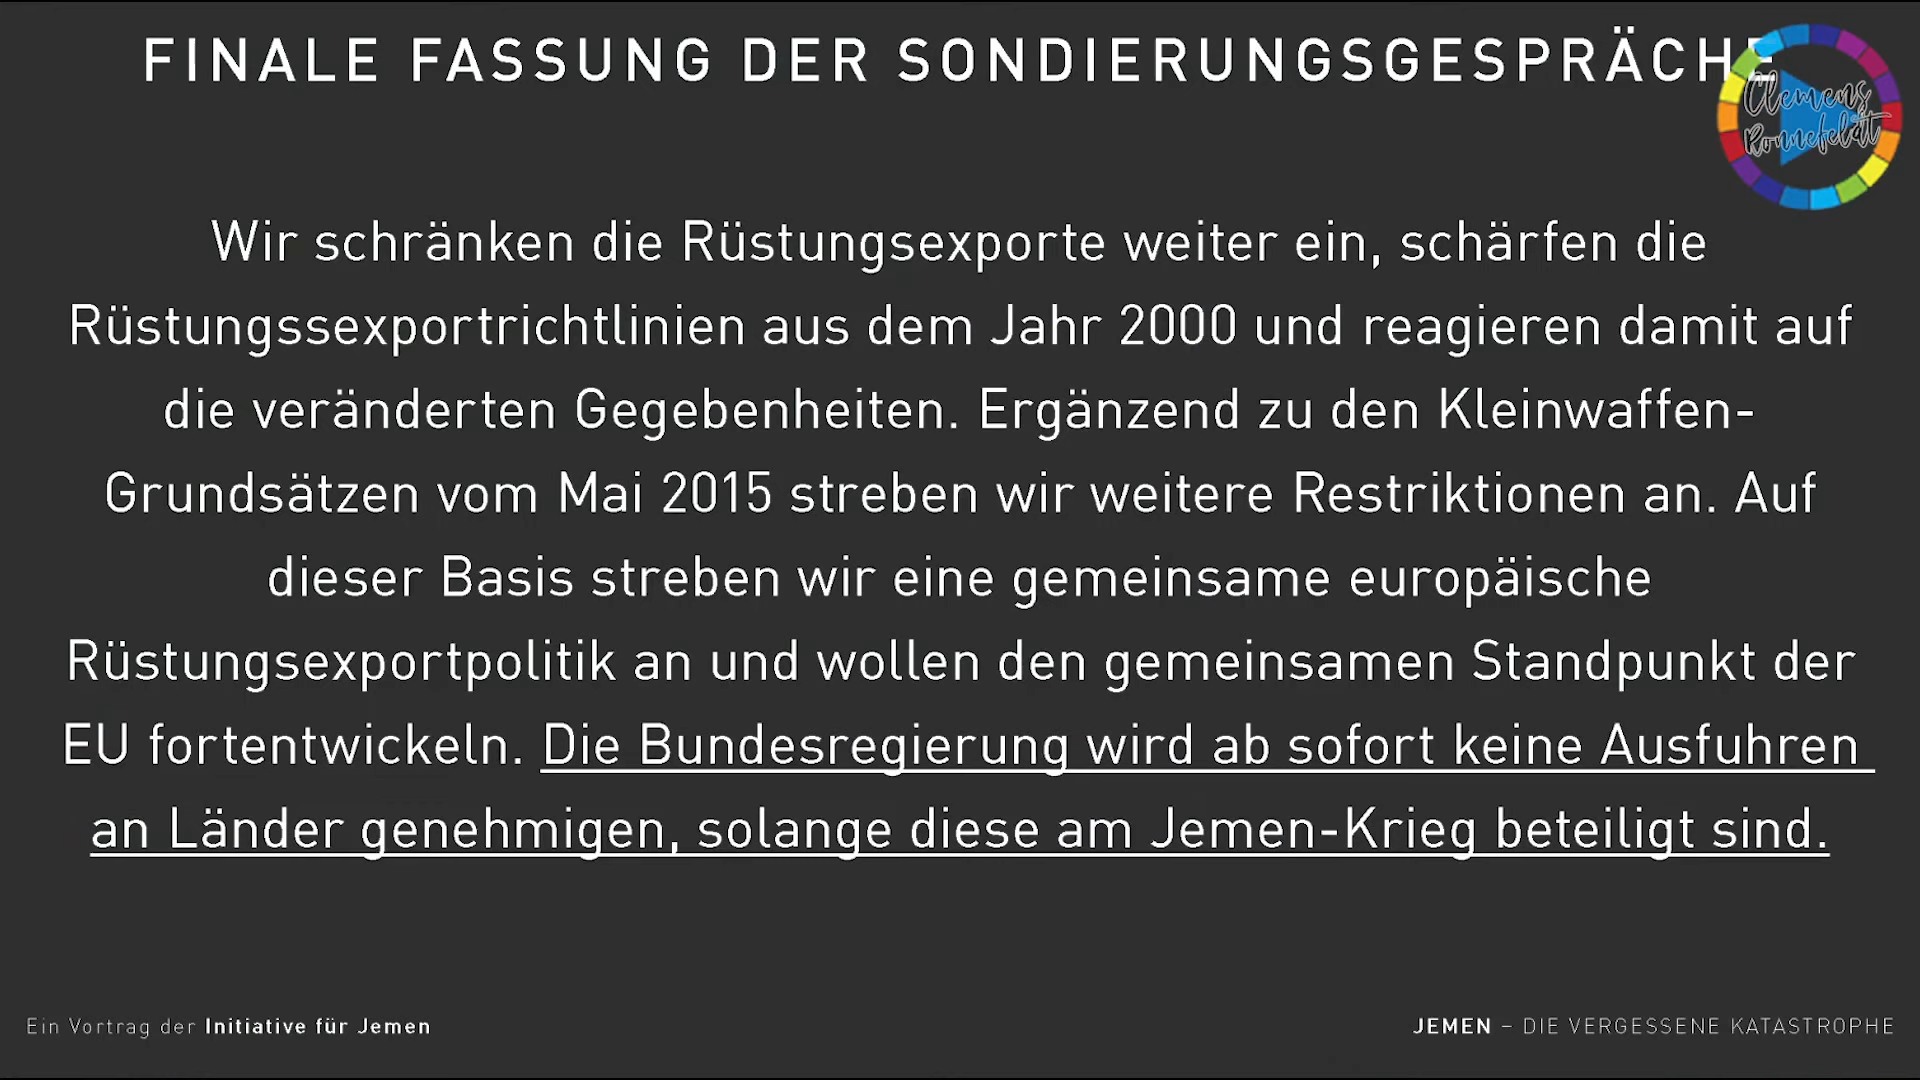 FINALE FASSUNG DER SONDIERUNGSGESPRÄCHE
Clemens
Ronnefeldt
Wir schränken die Rüstungsexporte weiter ein, schärfen die
Rüstungssexportrichtlinien aus dem Jahr 2000 und reagieren damit auf
die veränderten Gegebenheiten. Ergänzend zu den Kleinwaffen-
Grundsätzen vom Mai 2015 streben wir weitere Restriktionen an. Auf
dieser Basis streben wir eine gemeinsame europäische
Rüstungsexportpolitik an und wollen den gemeinsamen Standpunkt der
EU fortentwickeln. Die Bundesregierung wird ab sofort keine Ausfuhren
an Länder genehmigen, solange diese am Jemen-Krieg beteiligt sind.
Ein Vortrag der Initiative für Jemen
JEMEN – DIE VERGESSENE KATASTROPHE